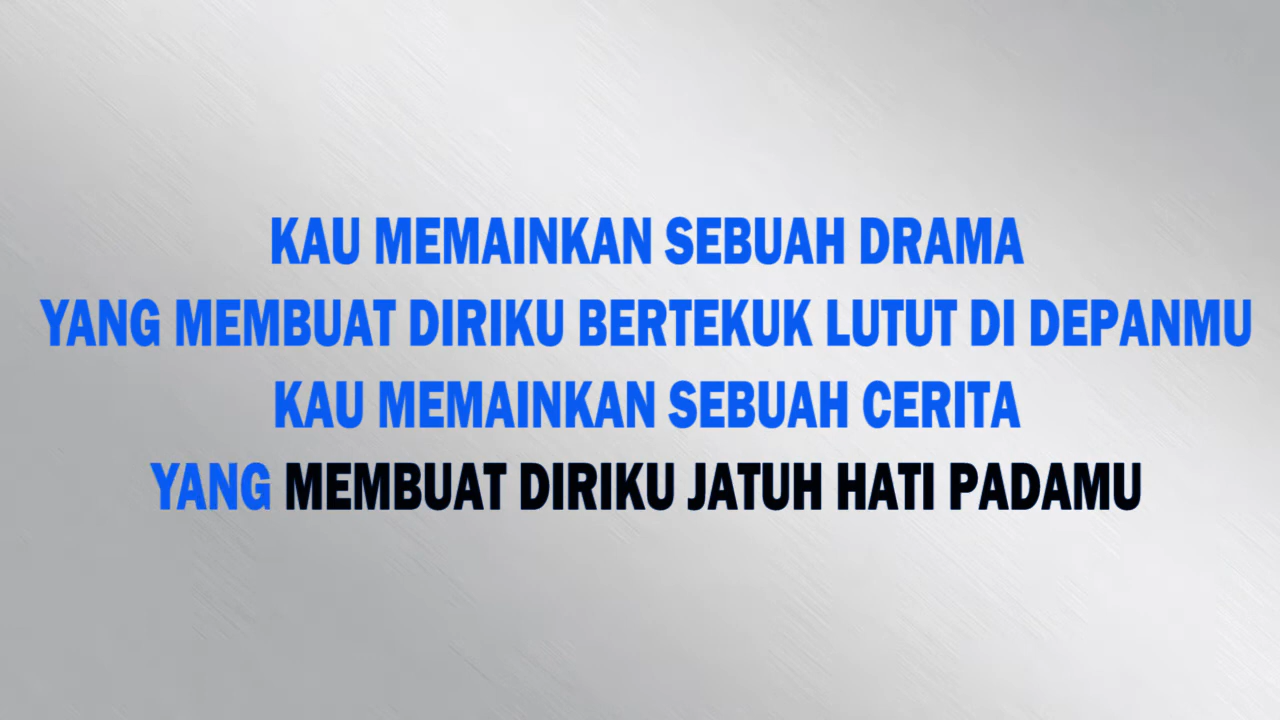 KAU MEMAINKAN SEBUAH DRAMA
YANG MEMBUAT DIRIKU BERTEKUK LUTUT DI DEPANMU
KAU MEMAINKAN SEBUAH CERITA
YANG MEMBUAT DIRIKU JATUH HATI PADAMU